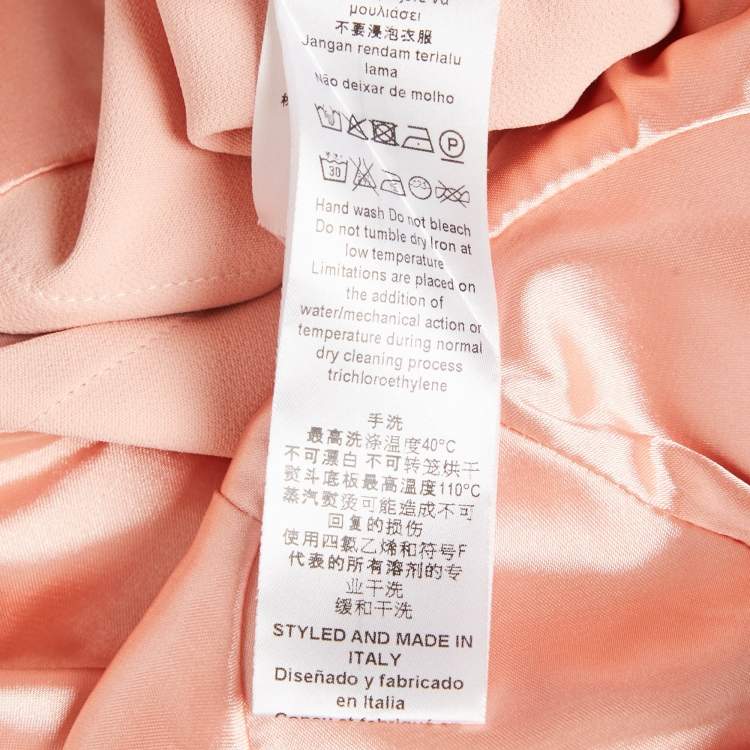 μουλιάσει
不要浸泡衣服
Jangan rendam terlalu
lama
Não deixar de molho
P
30
Hand wash Do not bleach
Do not tumble dry Iron at
low temperature
Limitations are placed on
the addition of
water/mechanical action or
temperature during normal
dry cleaning process
trichloroethylene
手洗
最高洗涤温度40°C
不可漂白 不可转笼烘干
熨斗底板最高温度110°C
蒸汽熨烫可能造成不可
回复的损伤
使用四氯乙烯和符号F
代表的所有溶剂的专
业干洗
缓和干洗
STYLED AND MADE IN
ITALY
Diseñado y fabricado
en Italia